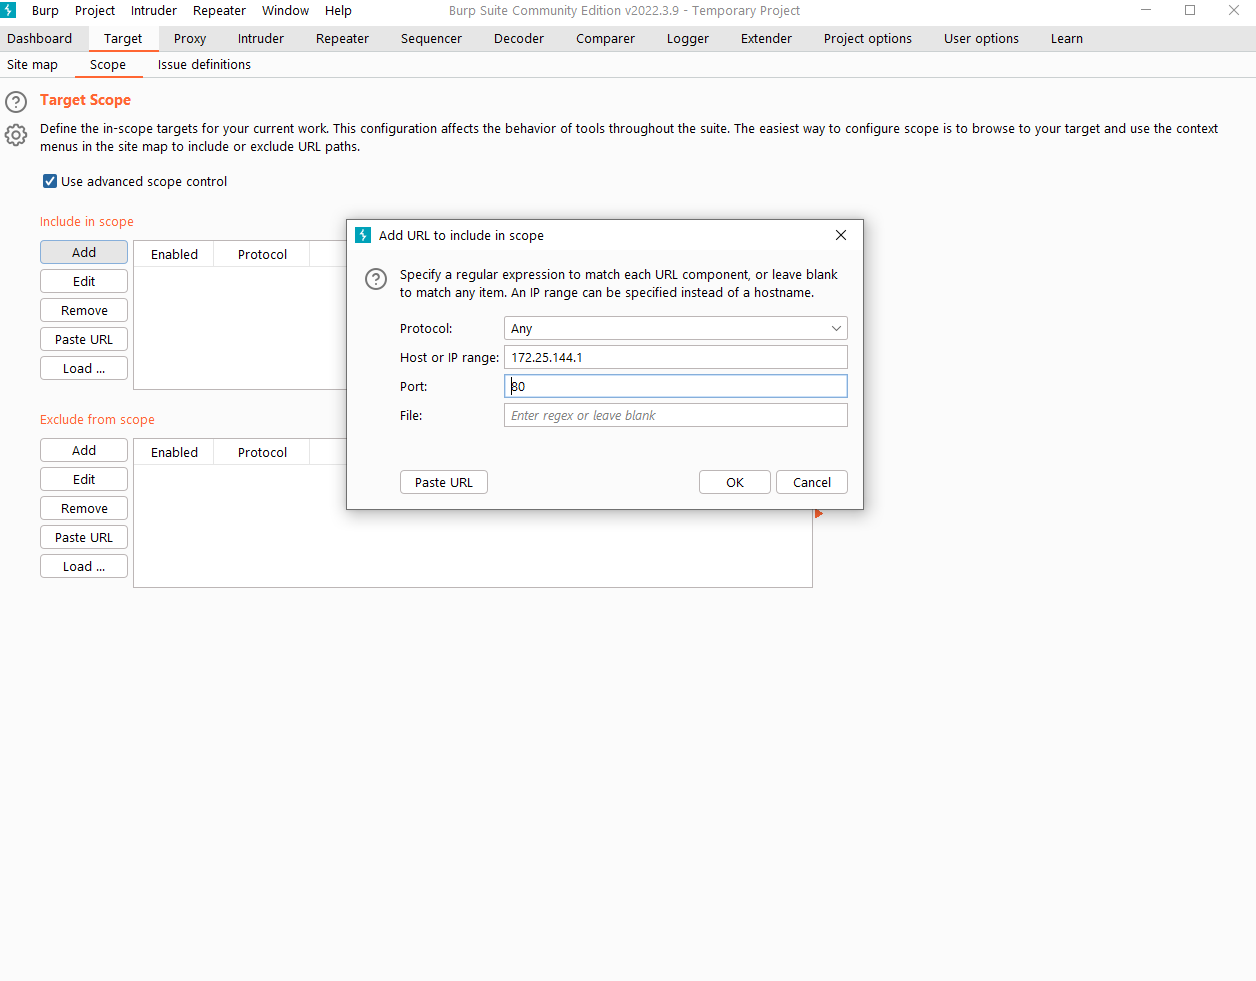 Burp Project Intruder Repeater Window Help Burp Suite Community Edition v2022.3.9 - Temporary Project
Dashboard Target Proxy Intruder Repeater Sequencer Decoder Comparer Logger Extender Project options User options Learn
Site map Scope Issue definitions
Target Scope
Define the in-scope targets for your current work. This configuration affects the behavior of tools throughout the suite. The easiest way to configure scope is to browse to your target and use the context
menus in the site map to include or exclude URL paths.
Use advanced scope control
Include in scope
Add Enabled Protocol
Edit
Remove
Paste URL
Load ...
Exclude from scope
Add Enabled Protocol
Edit
Remove
Paste URL
Load ...
Add URL to include in scope
Specify a regular expression to match each URL component, or leave blank
to match any item. An IP range can be specified instead of a hostname.
Protocol: Any
Host or IP range: 172.25.144.1
Port: 80
File: Enter regex or leave blank
Paste URL OK Cancel